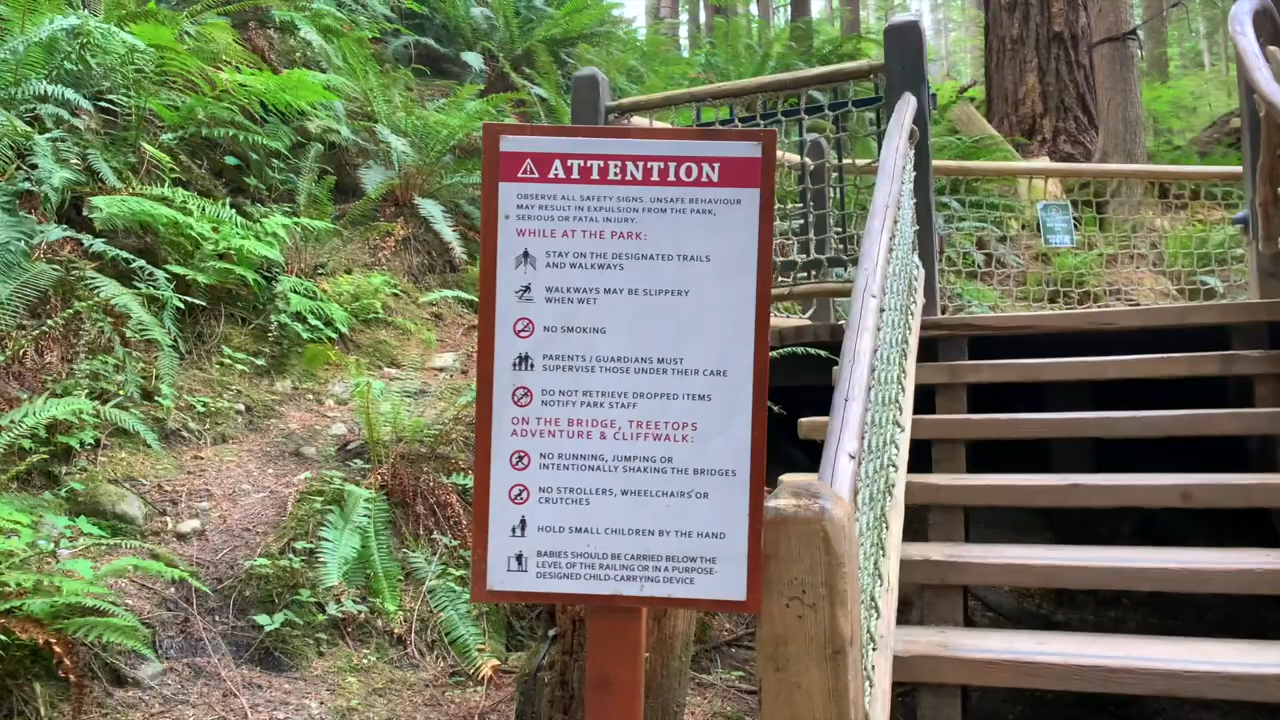 ATTENTION
OBSERVE ALL SAFETY SIGNS. UNSAFE BEHAVIOUR
MAY RESULT IN EXPULSION FROM THE PARK,
SERIOUS OR FATAL INJURY.
WHILE AT THE PARK:
STAY ON THE DESIGNATED TRAILS
AND WALKWAYS
WALKWAYS MAY BE SLIPPERY
WHEN WET
NO SMOKING
PARENTS / GUARDIANS MUST
SUPERVISE THOSE UNDER THEIR CARE
DO NOT RETRIEVE DROPPED ITEMS
NOTIFY PARK STAFF
ON THE BRIDGE, TREETOPS
ADVENTURE & CLIFFWALK:
NO RUNNING, JUMPING OR
INTENTIONALLY SHAKING THE BRIDGES
NO STROLLERS, WHEELCHAIRS OR
CRUTCHES
HOLD SMALL CHILDREN BY THE HAND
BABIES SHOULD BE CARRIED BELOW THE
LEVEL OF THE RAILING OR IN A PURPOSE-
DESIGNED CHILD-CARRYING DEVICE